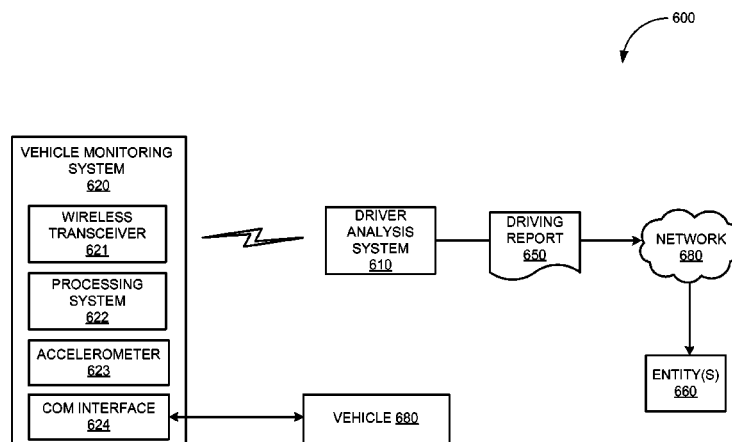 600
VEHICLE MONITORING
SYSTEM
620
WIRELESS
TRANSCEIVER
621
PROCESSING
SYSTEM
622
ACCELEROMETER
623
COM INTERFACE
624
DRIVER
ANALYSIS
SYSTEM
610
DRIVING
REPORT
650
NETWORK
680
ENTITY(S)
660
VEHICLE 680